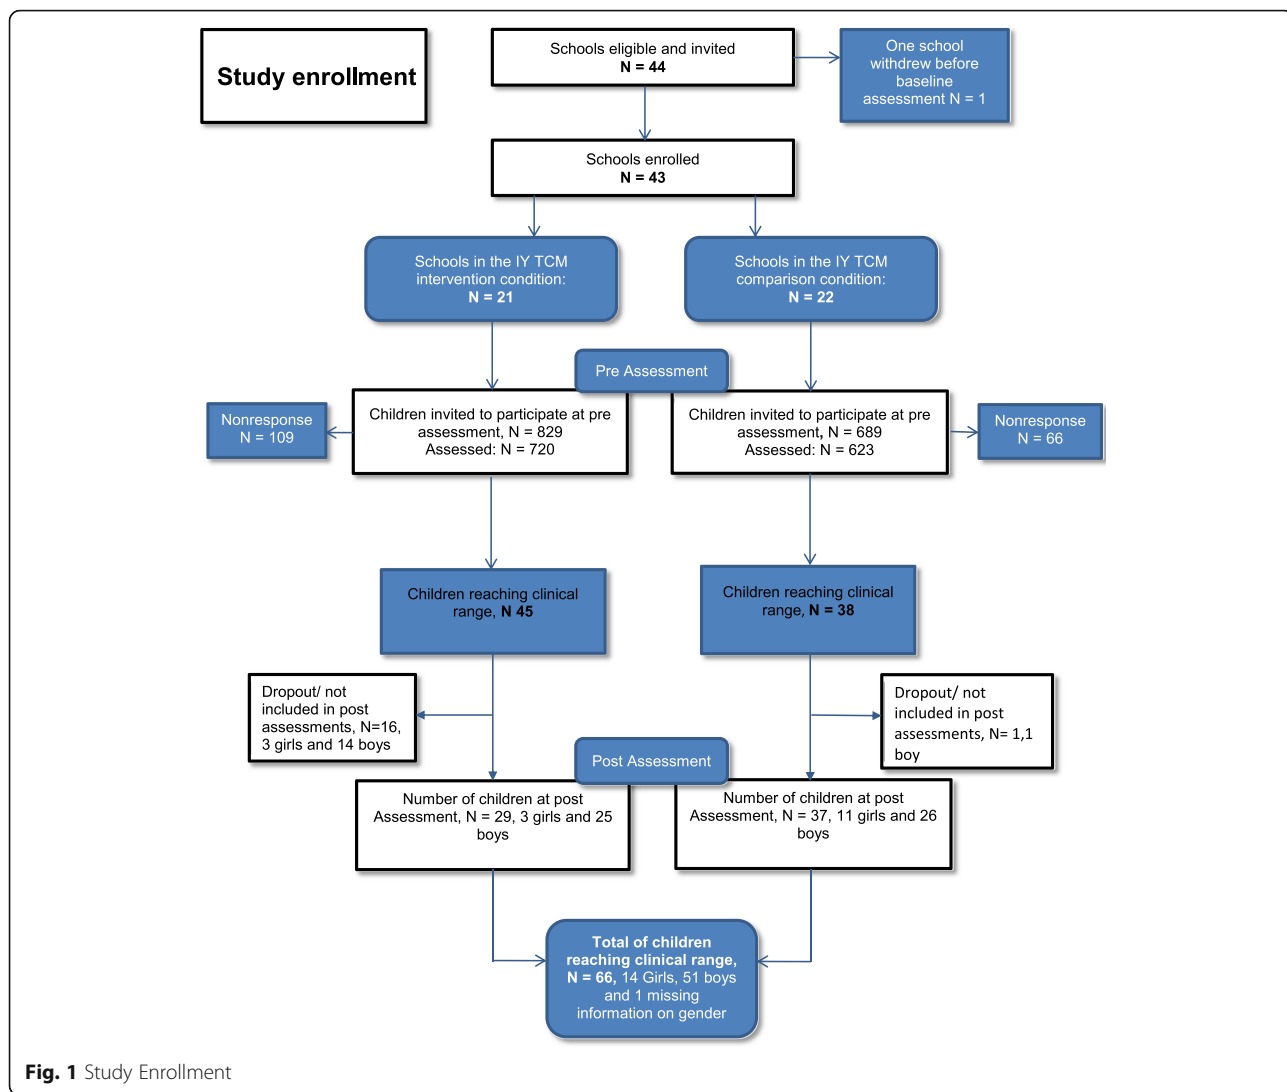 Study enrollment
Schools eligible and invited
N = 44
One school
withdrew before
baseline
assessment N = 1
Schools enrolled
N = 43
Schools in the IY TCM
intervention condition:
N = 21
Schools in the IY TCM
comparison condition:
N = 22
Pre Assessment
Nonresponse
N = 109
Children invited to participate at pre
assessment, N = 829
Assessed: N = 720
Children invited to participate at pre
assessment, N = 689
Assessed: N = 623
Nonresponse
N = 66
Children reaching clinical
range, N 45
Children reaching clinical
range, N = 38
Dropout/ not
included in post
assessments, N=16,
3 girls and 14 boys
Dropout/ not
included in post
assessments, N= 1,1
boy
Post Assessment
Number of children at post
Assessment, N = 29, 3 girls and 25
boys
Number of children at post
Assessment, N = 37, 11 girls and 26
boys
Total of children
reaching clinical range,
N = 66, 14 Girls, 51 boys
and 1 missing
information on gender
Fig. 1 Study Enrollment